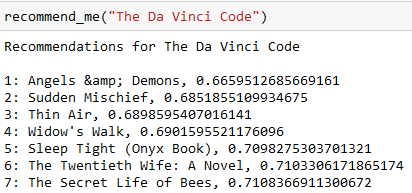 recommend_me("The Da Vinci Code")
Recommendations for The Da Vinci Code
1: Angels &amp; Demons, 0.6659512685669161
2: Sudden Mischief, 0.6851855109934675
3: Thin Air, 0.6898595407016141
4: Widow's Walk, 0.6901595521176096
5: Sleep Tight (Onyx Book), 0.7098275303701321
6: The Twentieth Wife: A Novel, 0.7103306171865174
7: The Secret Life of Bees, 0.7108366911300672